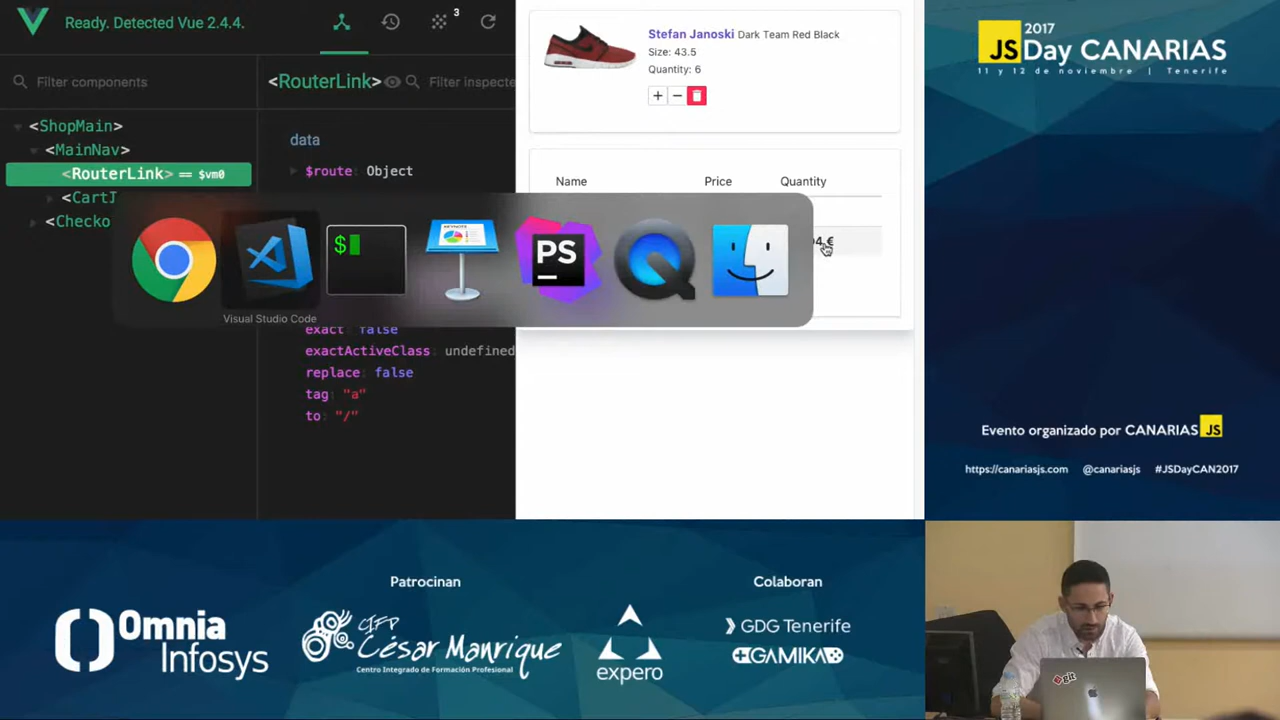 Ready. Detected Vue 2.4.4.
3
Filter components
<RouterLink>
Filter inspecte
<ShopMain>
<MainNav>
<RouterLink> == $vm0
<CartI
<Checko
data
$route: Object
exact: false
exactActiveClass: undefined
replace: false
tag: "a"
to: "/"
Stefan Janoski Dark Team Red Black
Size: 43.5
Quantity: 6
+
−
Name Price Quantity
$
PS
Visual Studio Code
2017
JSDay CANARIAS
11 y 12 de noviembre | Tenerife
Evento organizado por CANARIAS JS
https://canariasjs.com @canariasjs #JSDayCAN2017
Patrocinan
Omnia
Infosys
CIFP
César Manrique
Centro Integrado de Formación Profesional
expero
Colaboran
GDG Tenerife
GAMIKA
git